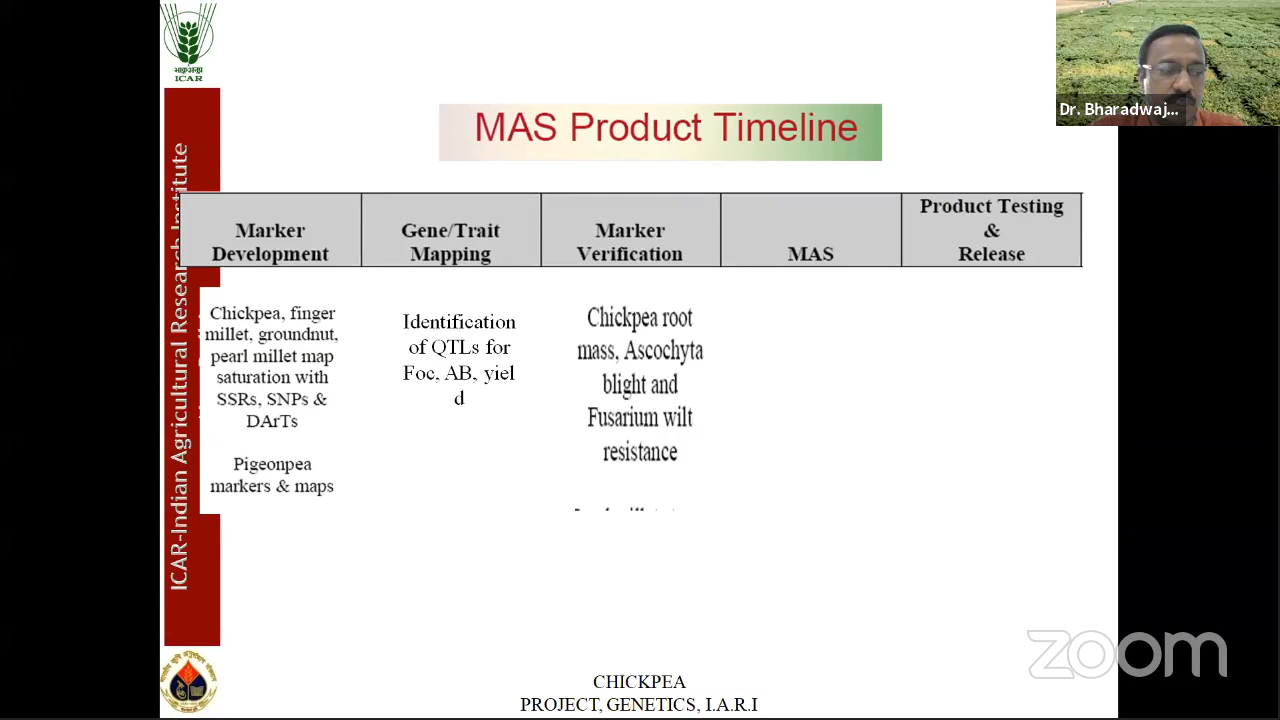 भाकृअनुप
ICAR
Dr. Bharadwaj...
MAS Product Timeline
ICAR-Indian Agricultural Research Institute
Marker
Development
Gene/Trait
Mapping
Marker
Verification
MAS
Product Testing
&
Release
Chickpea, finger
millet, groundnut,
pearl millet map
saturation with
SSRs, SNPs &
DArTs
Pigeonpea
markers & maps
Identification
of QTLs for
Foc, AB, yiel
d
Chickpea root
mass, Ascochyta
blight and
Fusarium wilt
resistance
zoom
CHICKPEA
PROJECT, GENETICS, I.A.R.I